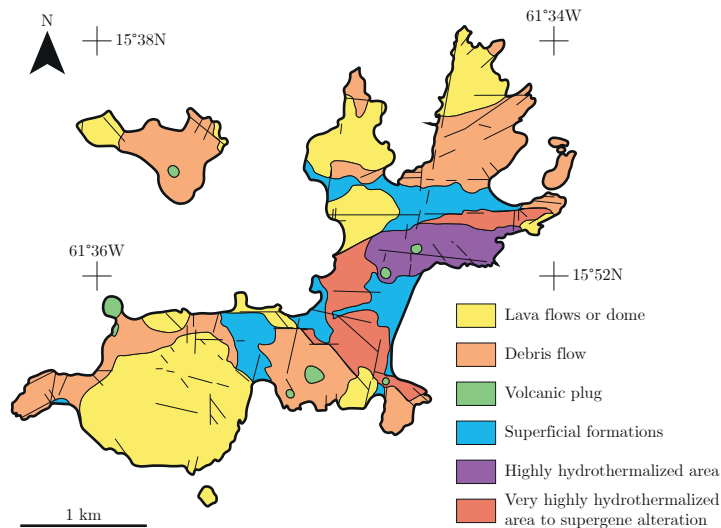 N
15°38N
61°34W
61°36W
15°52N
Lava flows or dome
Debris flow
Volcanic plug
Superficial formations
Highly hydrothermalized area
Very highly hydrothermalized
area to supergene alteration
1 km